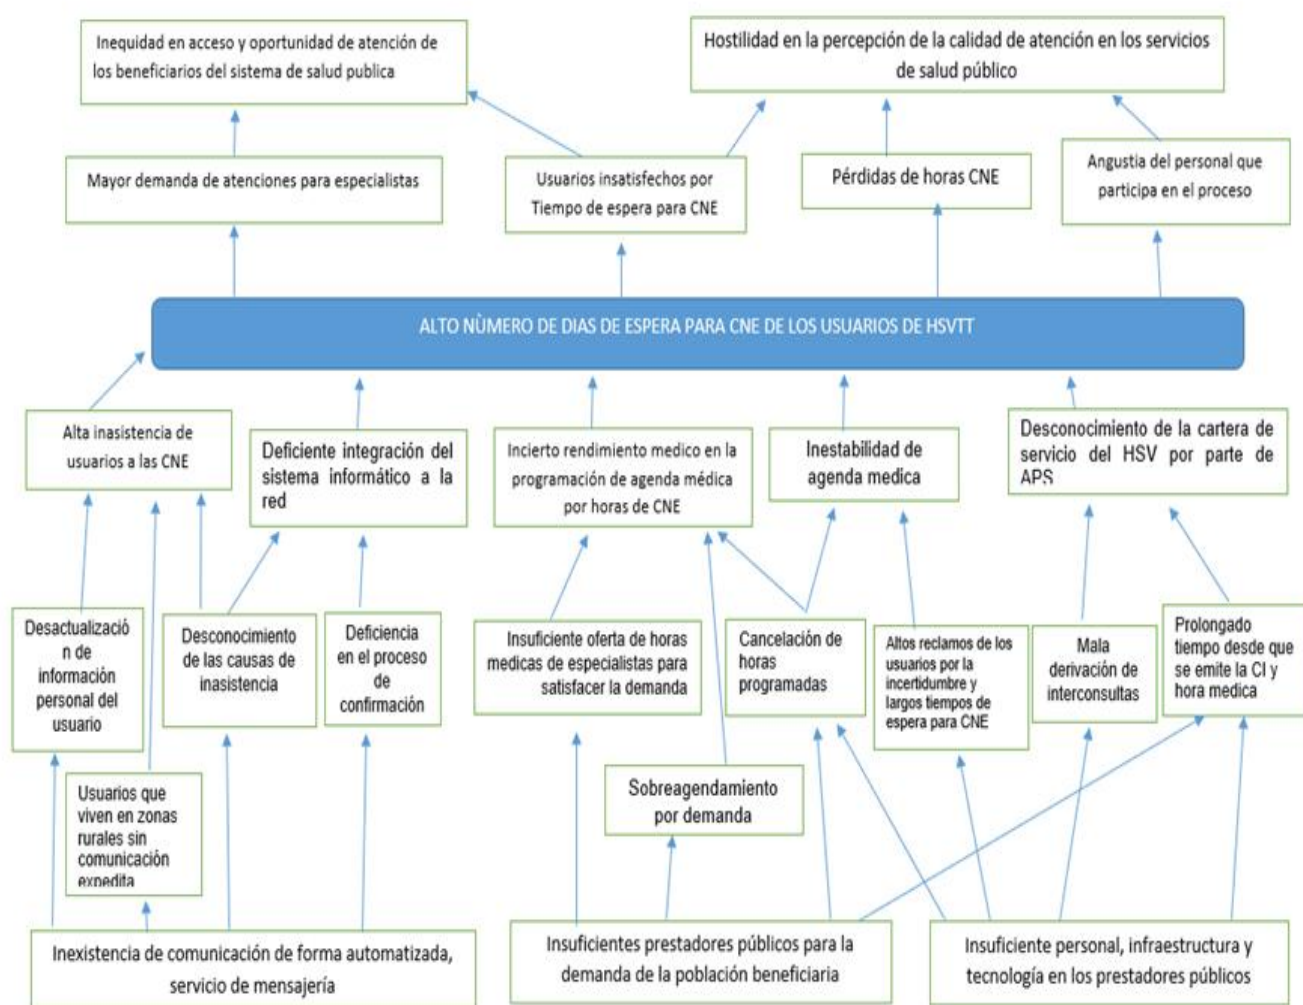 Inequidad en acceso y oportunidad de atención de
los beneficiarios del sistema de salud publica
Hostilidad en la percepción de la calidad de atención en los servicios
de salud público
Mayor demanda de atenciones para especialistas
Usuarios insatisfechos por
Tiempo de espera para CNE
Pérdidas de horas CNE
Angustia del personal que
participa en el proceso
ALTO NÙMERO DE DIAS DE ESPERA PARA CNE DE LOS USUARIOS DE HSVTT
Alta inasistencia de
usuarios a las CNE
Deficiente integración del
sistema informático a la
red
Incierto rendimiento medico en la
programación de agenda médica
por horas de CNE
Inestabilidad de
agenda medica
Desconocimiento de la cartera de
servicio del HSV por parte de
APS
Desactualizació
n de
información
personal del
usuario
Desconocimiento
de las causas de
inasistencia
Deficiencia
en el proceso
de
confirmación
Insuficiente oferta de horas
medicas de especialistas para
satisfacer la demanda
Cancelación de
horas
programadas
Altos reclamos de los
usuarios por la
incertidumbre y
largos tiempos de
espera para CNE
Mala
derivación de
interconsultas
Prolongado
tiempo desde que
se emite la CI y
hora medica
Usuarios que
viven en zonas
rurales sin
comunicación
expedita
Sobreagendamiento
por demanda
Inexistencia de comunicación de forma automatizada,
servicio de mensajería
Insuficientes prestadores públicos para la
demanda de la población beneficiaria
Insuficiente personal, infraestructura y
tecnología en los prestadores públicos